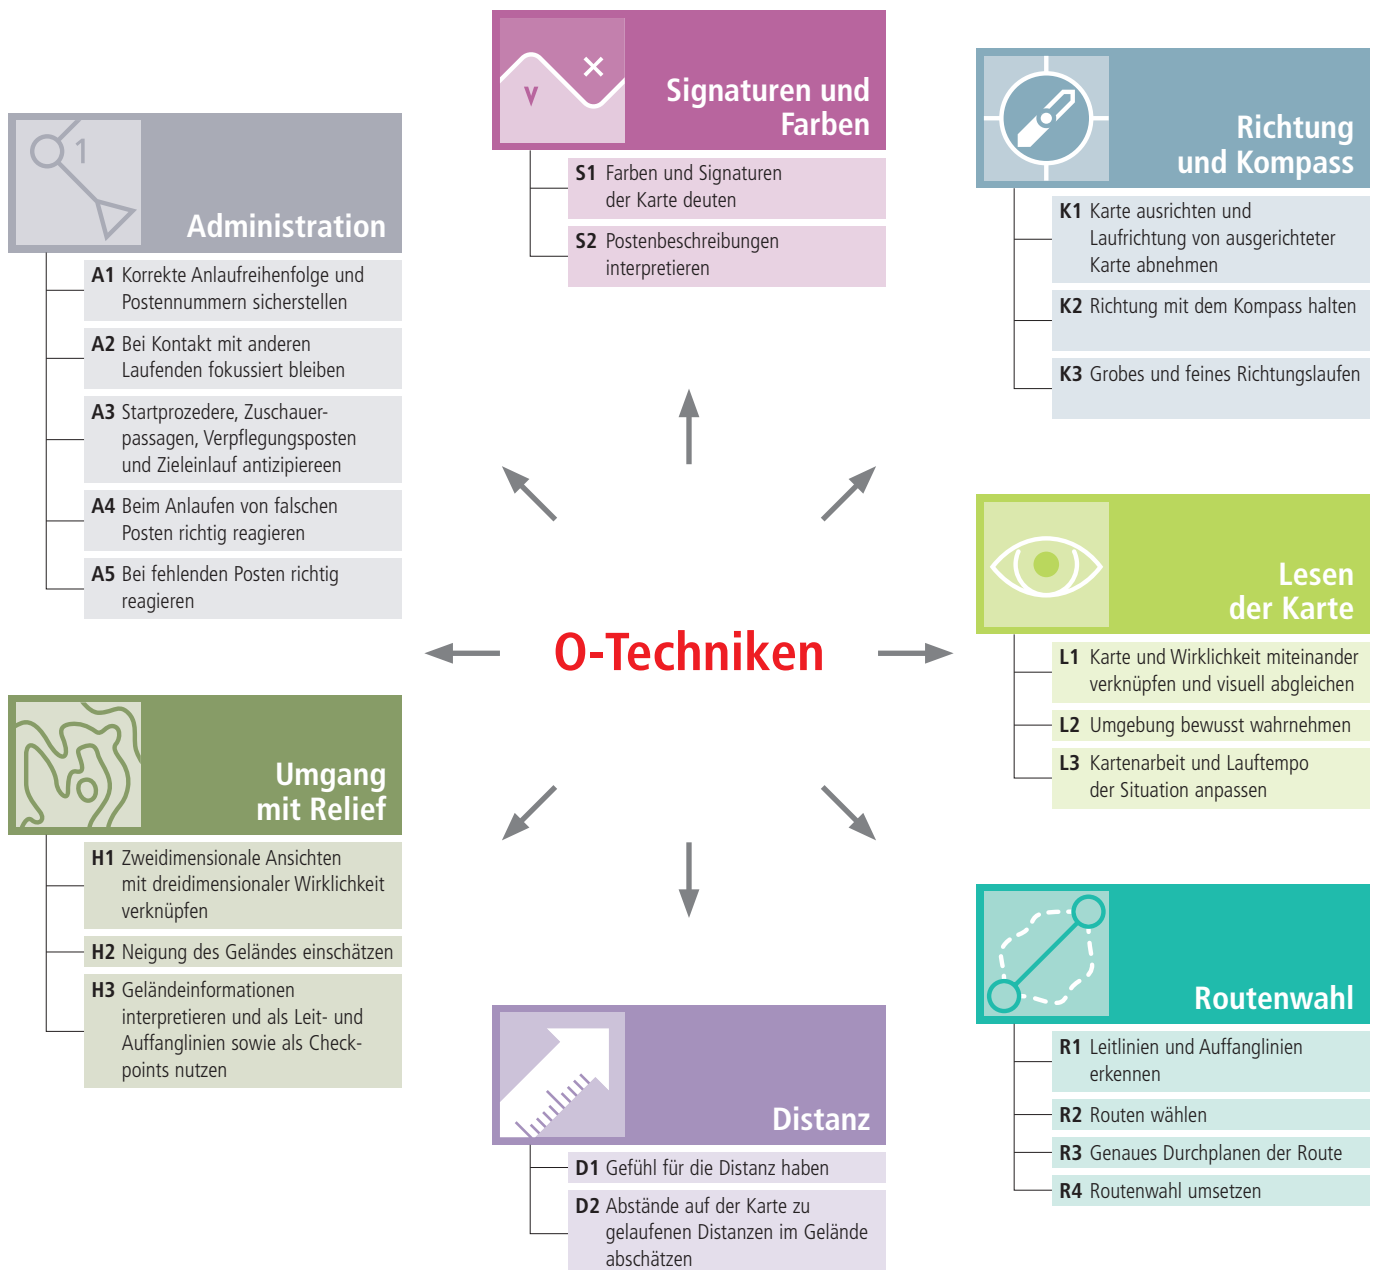 Signaturen und
Farben
S1 Farben und Signaturen
der Karte deuten
S2 Postenbeschreibungen
interpretieren
Richtung
und Kompass
K1 Karte ausrichten und
Laufrichtung von ausgerichteter
Karte abnehmen
K2 Richtung mit dem Kompass halten
K3 Grobes und feines Richtungslaufen
1
Administration
A1 Korrekte Anlaufreihenfolge und
Postennummern sicherstellen
A2 Bei Kontakt mit anderen
Laufenden fokussiert bleiben
A3 Startprozedere, Zuschauer-
passagen, Verpflegungsposten
und Zieleinlauf antizipiereen
A4 Beim Anlaufen von falschen
Posten richtig reagieren
A5 Bei fehlenden Posten richtig
reagieren
Lesen
der Karte
L1 Karte und Wirklichkeit miteinander
verknüpfen und visuell abgleichen
L2 Umgebung bewusst wahrnehmen
L3 Kartenarbeit und Lauftempo
der Situation anpassen
O-Techniken
Umgang
mit Relief
H1 Zweidimensionale Ansichten
mit dreidimensionaler Wirklichkeit
verknüpfen
H2 Neigung des Geländes einschätzen
H3 Geländeinformationen
interpretieren und als Leit- und
Auffanglinien sowie als Check-
points nutzen
Routenwahl
R1 Leitlinien und Auffanglinien
erkennen
R2 Routen wählen
R3 Genaues Durchplanen der Route
R4 Routenwahl umsetzen
Distanz
D1 Gefühl für die Distanz haben
D2 Abstände auf der Karte zu
gelaufenen Distanzen im Gelände
abschätzen